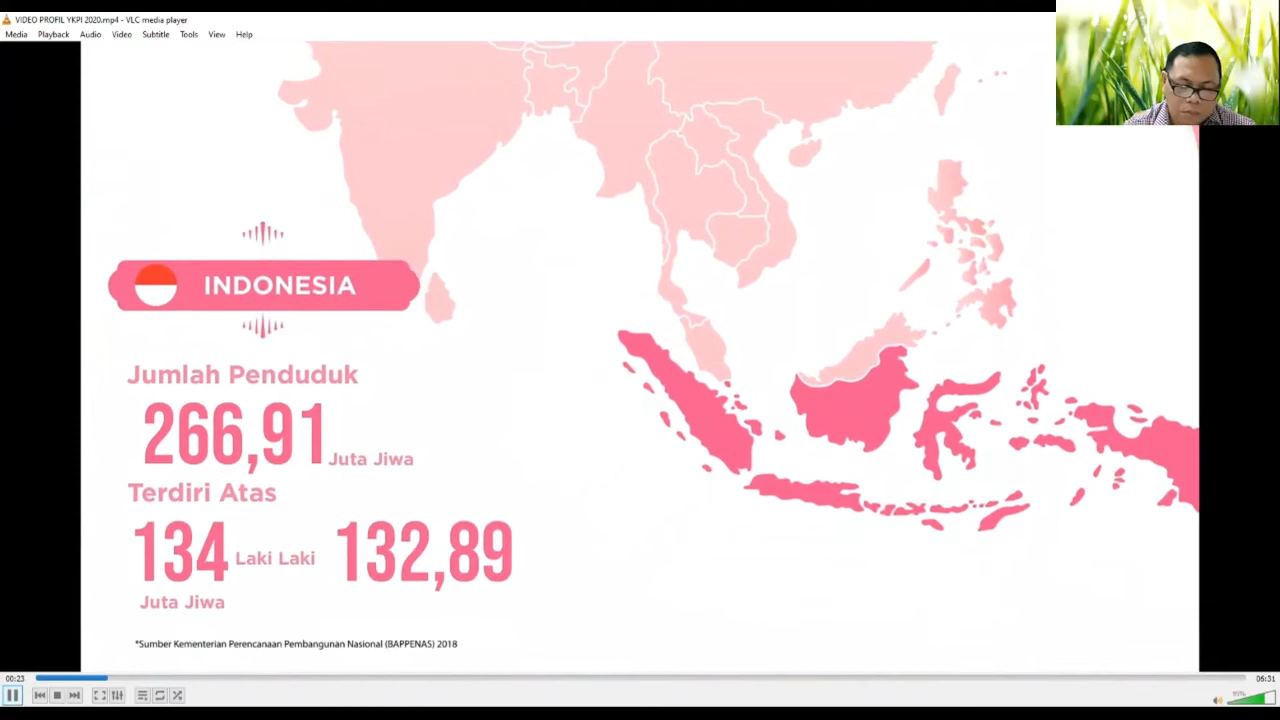 VIDEO PROFIL YKPI 2020.mp4 - VLC media player
Media Playback Audio Video Subtitle Tools View Help
INDONESIA
Jumlah Penduduk
266,91 Juta Jiwa
Terdiri Atas
134 Laki Laki 132,89
Juta Jiwa
*Sumber Kementerian Perencanaan Pembangunan Nasional (BAPPENAS) 2018
00:23
06:31